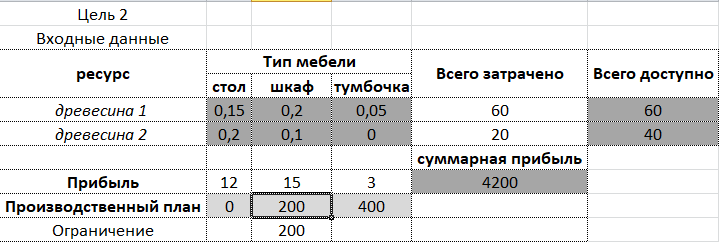 Цель 2
Входные данные
ресурс Тип мебели Всего затрачено Всего доступно
стол шкаф тумбочка
древесина 1 0,15 0,2 0,05 60 60
древесина 2 0,2 0,1 0 20 40
суммарная прибыль
Прибыль 12 15 3 4200
Производственный план 0 200 400
Ограничение 200